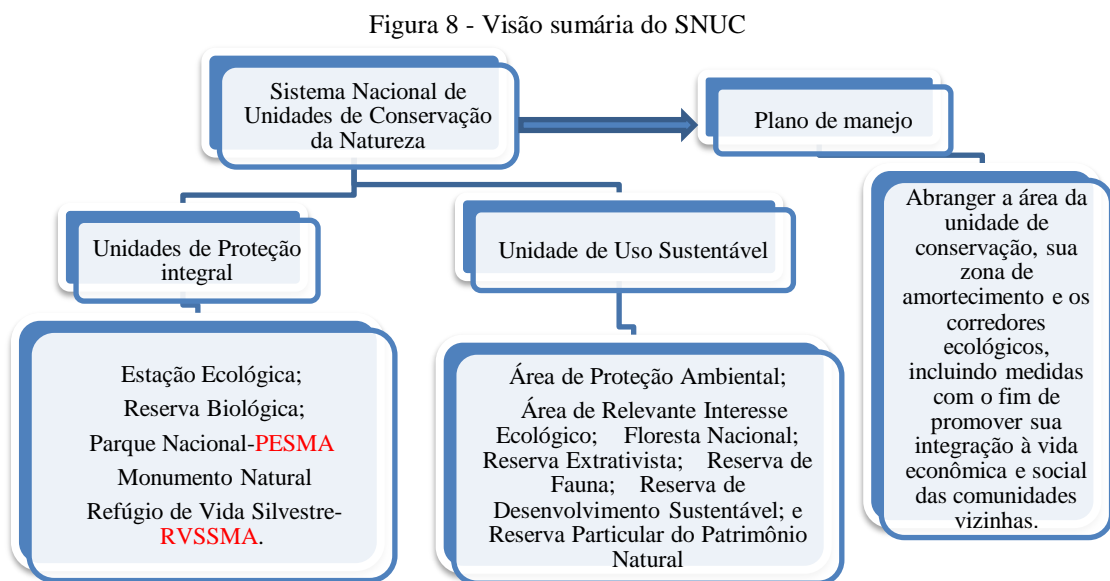 Figura 8 - Visão sumária do SNUC
Sistema Nacional de
Unidades de Conservação
da Natureza
Plano de manejo
Unidades de Proteção
integral
Unidade de Uso Sustentável
Estação Ecológica;
Reserva Biológica;
Parque Nacional-PESMA
Monumento Natural
Refúgio de Vida Silvestre-
RVSSMA.
Área de Proteção Ambiental;
Área de Relevante Interesse
Ecológico; Floresta Nacional;
Reserva Extrativista; Reserva de
Fauna; Reserva de
Desenvolvimento Sustentável; e
Reserva Particular do Patrimônio
Natural
Abranger a área da
unidade de
conservação, sua
zona de
amortecimento e os
corredores
ecológicos,
incluindo medidas
com o fim de
promover sua
integração à vida
econômica e social
das comunidades
vizinhas.